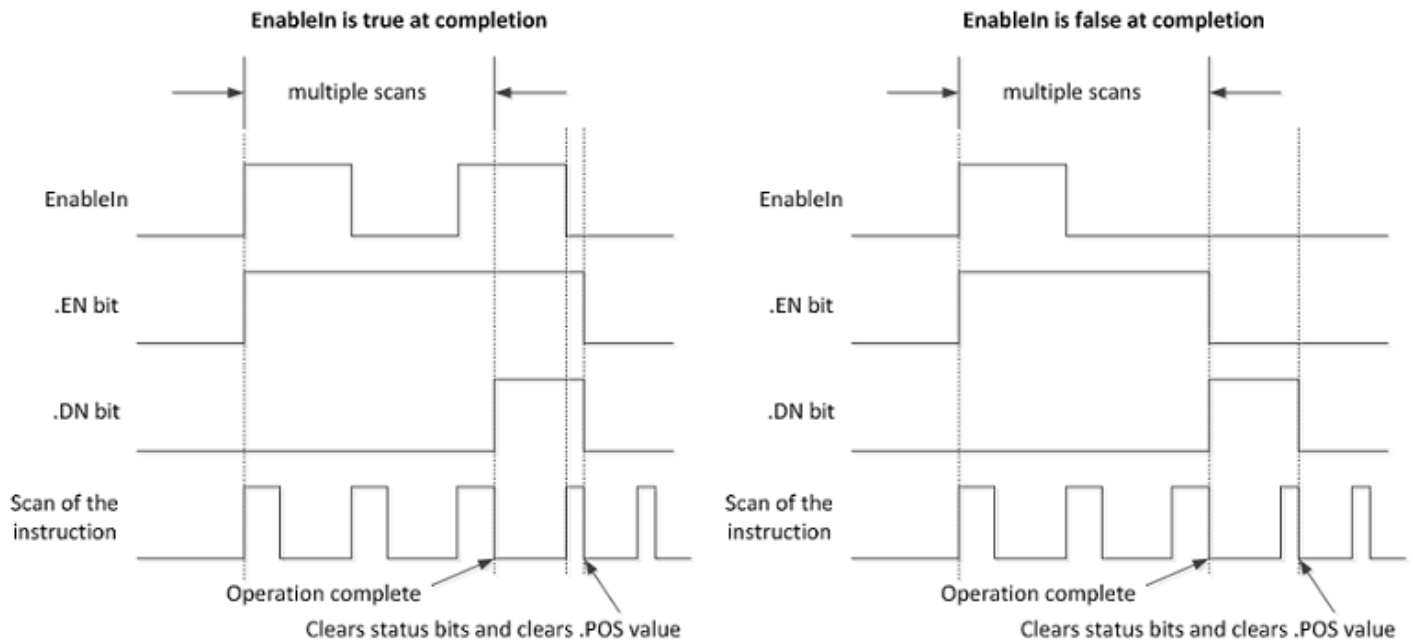 EnableIn is true at completion
multiple scans
EnableIn
.EN bit
.DN bit
Scan of the
instruction
Operation complete
Clears status bits and clears .POS value
EnableIn is false at completion
multiple scans
EnableIn
.EN bit
.DN bit
Scan of the
instruction
Operation complete
Clears status bits and clears .POS value